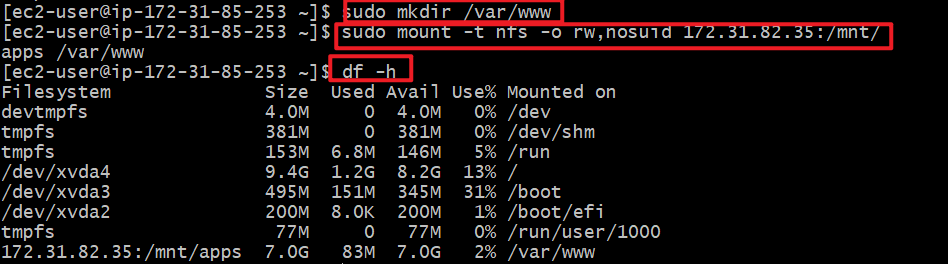 [ec2-user@ip-172-31-85-253 ~]$ sudo mkdir /var/www
[ec2-user@ip-172-31-85-253 ~]$ sudo mount -t nfs -o rw,nosuid 172.31.82.35:/mnt/
apps /var/www
[ec2-user@ip-172-31-85-253 ~]$ df -h
Filesystem              Size  Used Avail Use% Mounted on
devtmpfs                4.0M     0  4.0M   0% /dev
tmpfs                   381M     0  381M   0% /dev/shm
tmpfs                   153M  6.8M  146M   5% /run
/dev/xvda4              9.4G  1.2G  8.2G  13% /
/dev/xvda3              495M  151M  345M  31% /boot
/dev/xvda2              200M  8.0K  200M   1% /boot/efi
tmpfs                    77M     0   77M   0% /run/user/1000
172.31.82.35:/mnt/apps  7.0G   83M  7.0G   2% /var/www